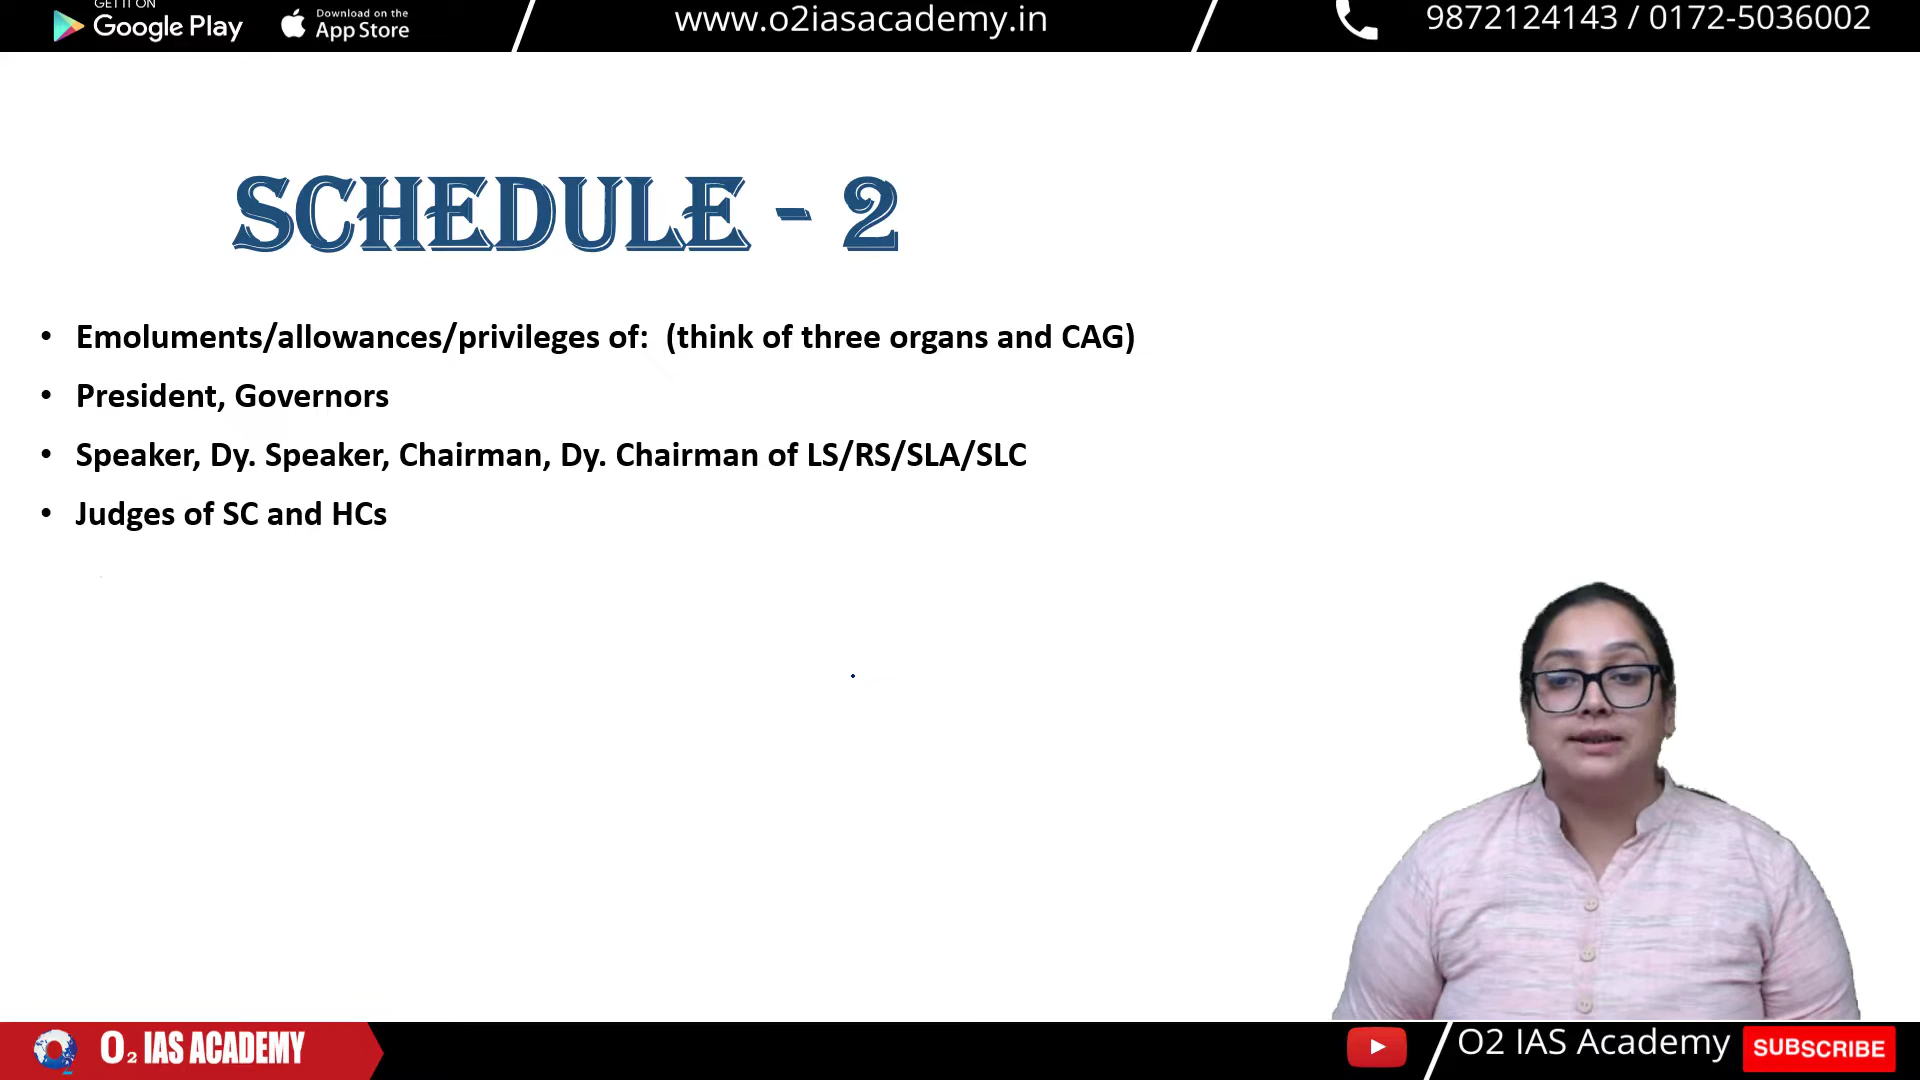 GET IT ON
Google Play
Download on the
App Store
www.o2iasacademy.in
9872124143 / 0172-5036002
SCHEDULE - 2
• Emoluments/allowances/privileges of: (think of three organs and CAG)
• President, Governors
• Speaker, Dy. Speaker, Chairman, Dy. Chairman of LS/RS/SLA/SLC
• Judges of SC and HCs
O2 IAS ACADEMY
O2 IAS Academy
SUBSCRIBE